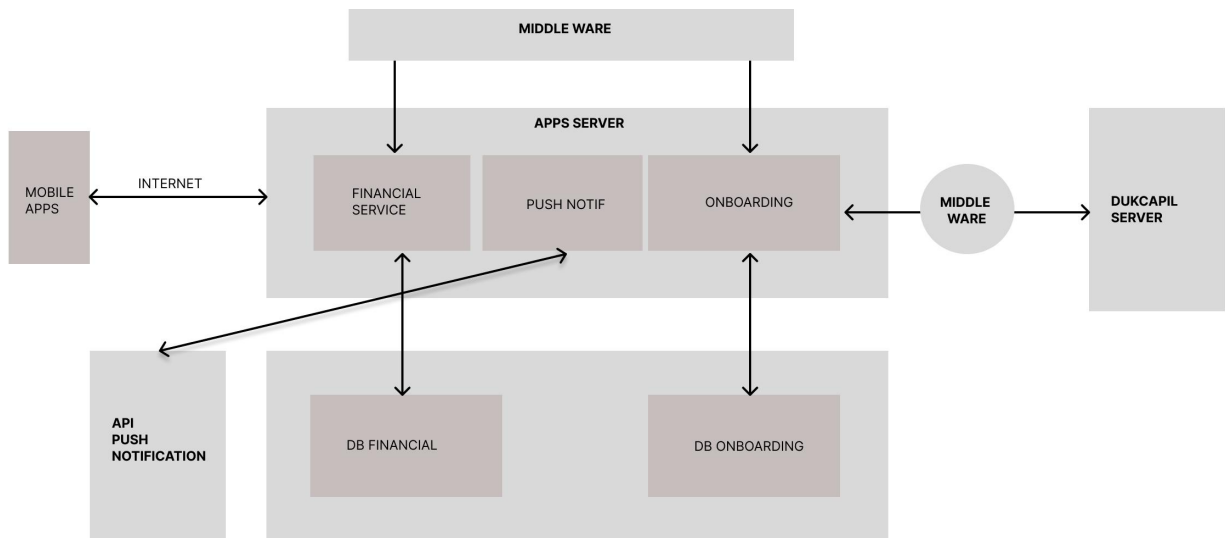 MIDDLE WARE
APPS SERVER
MOBILE
APPS
INTERNET
FINANCIAL
SERVICE
PUSH NOTIF
ONBOARDING
MIDDLE
WARE
DUKCAPIL
SERVER
API
PUSH
NOTIFICATION
DB FINANCIAL
DB ONBOARDING